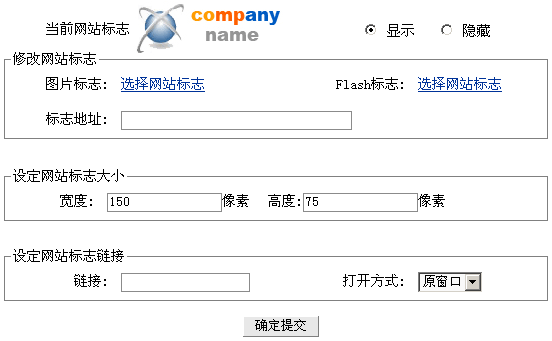 当前网站标志 company name 显示 隐藏
修改网站标志
图片标志： 选择网站标志 Flash标志： 选择网站标志
标志地址：
设定网站标志大小
宽度： 150 像素 高度: 75 像素
设定网站标志链接
链接： 打开方式： 原窗口
确定提交